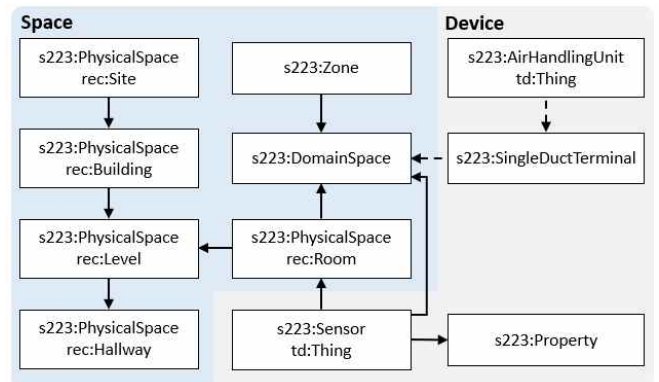 Space
Device
s223:PhysicalSpace
rec:Site
s223:Zone
s223:AirHandlingUnit
td:Thing
s223:PhysicalSpace
rec:Building
s223:DomainSpace
s223:SingleDuctTerminal
s223:PhysicalSpace
rec:Level
s223:PhysicalSpace
rec:Room
s223:PhysicalSpace
rec:Hallway
s223:Sensor
td:Thing
s223:Property